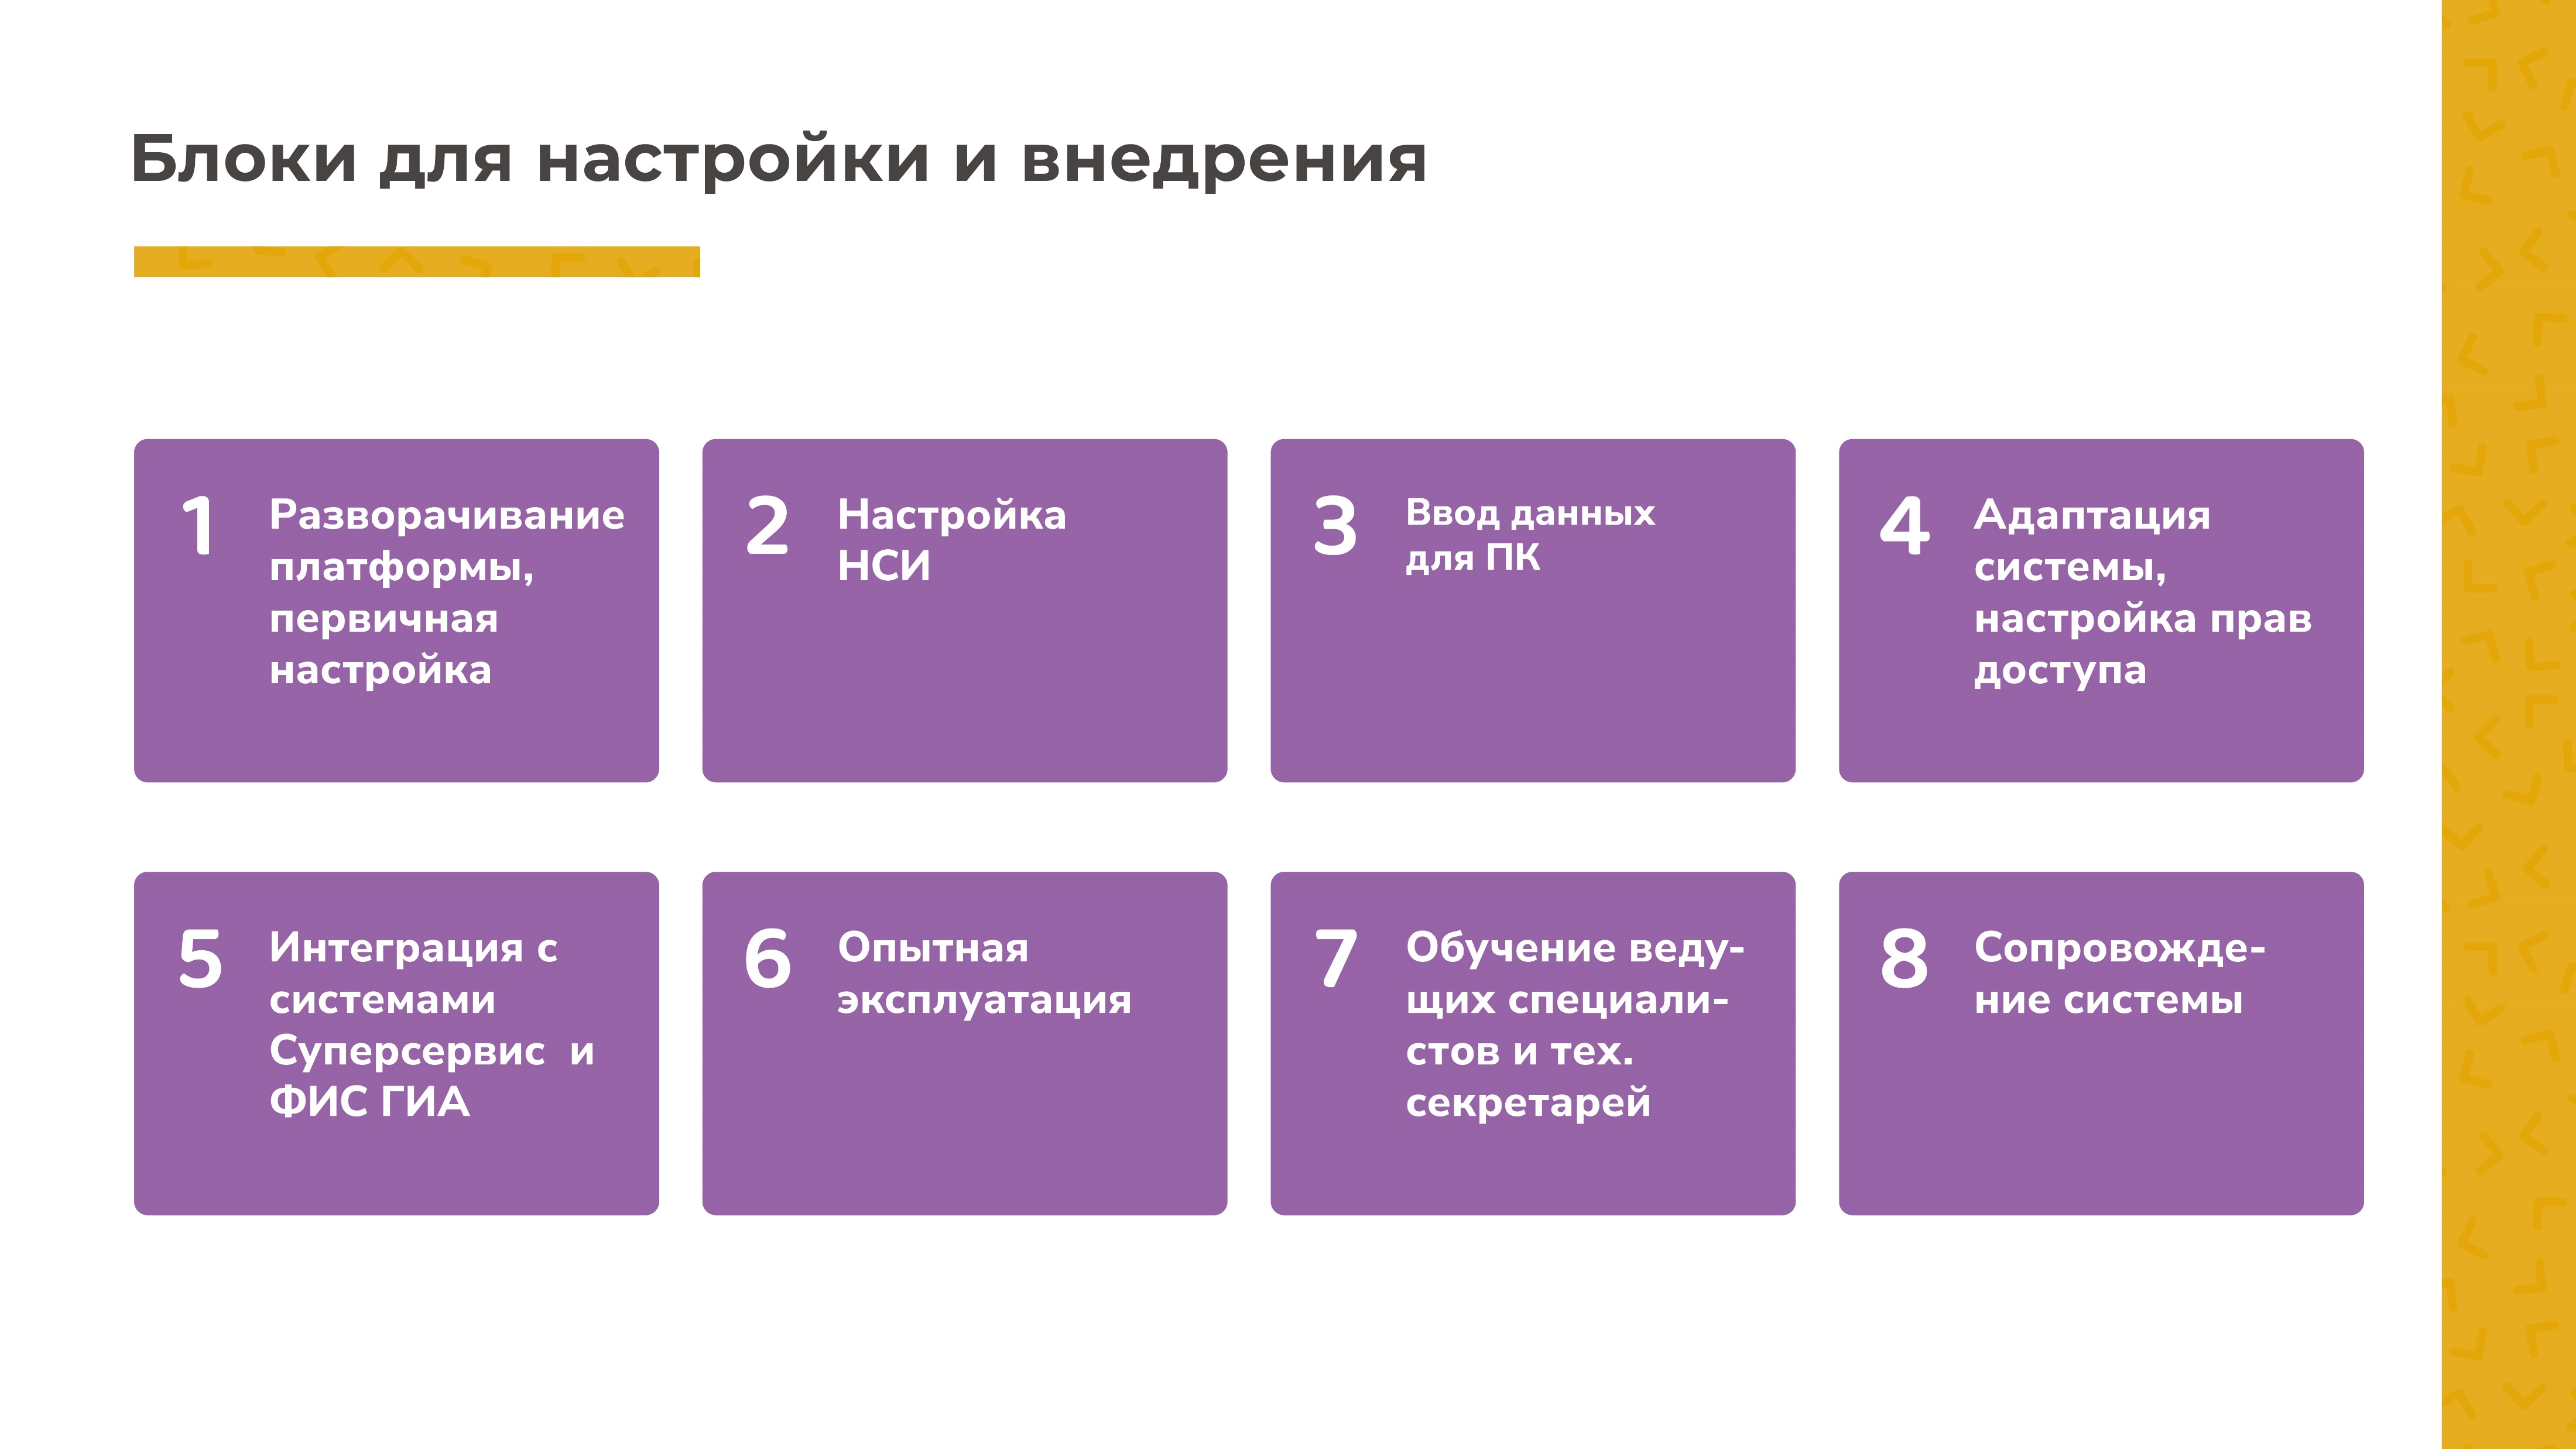 Блоки для настройки и внедрения
1
Разворачивание
платформы,
первичная
настройка
2
Настройка
НСИ
3
Ввод данных
для ПК
4
Адаптация
системы,
настройка прав
доступа
5
Интеграция с
системами
Суперсервис  и
ФИС ГИА
6
Опытная
эксплуатация
7
Обучение веду-
щих специали-
стов и тех.
секретарей
8
Сопровожде-
ние системы